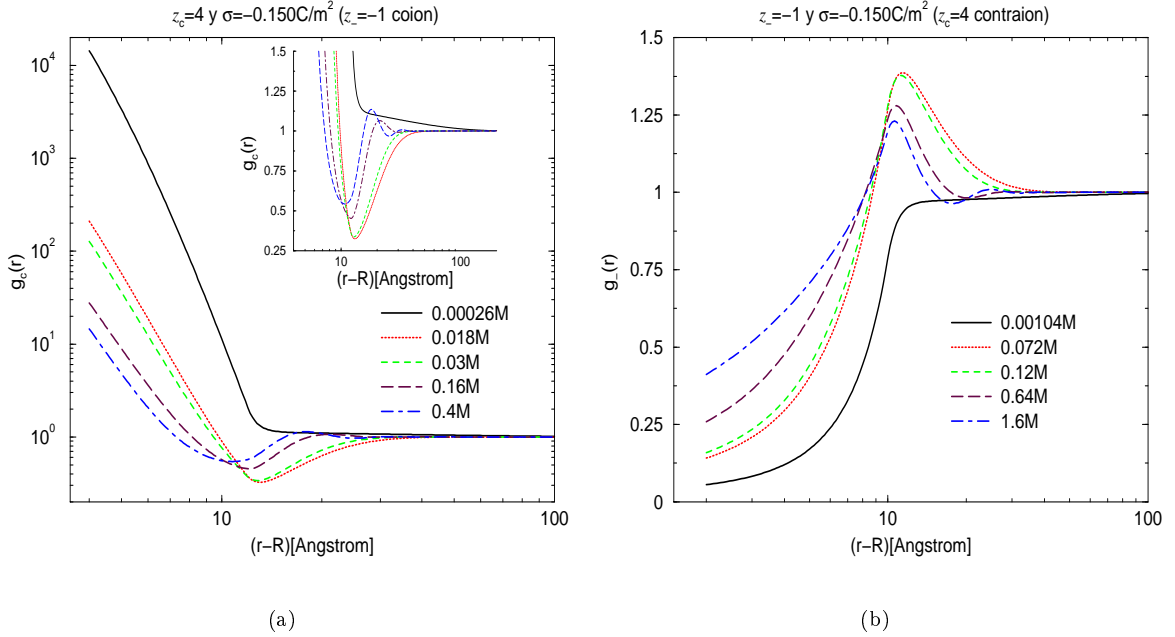 z_c=4 y σ=−0.150C/m² (z_−=−1 coion)
10⁴
10³
10²
10¹
10⁰
g_c(r)
10
100
(r−R)[Angstrom]
1.5
1.25
1
0.75
0.5
0.25
g_c(r)
10
100
(r−R)[Angstrom]
0.00026M
0.018M
0.03M
0.16M
0.4M
(a)
z_−=−1 y σ=−0.150C/m² (z_c=4 contraion)
1.5
1.25
1
0.75
0.5
0.25
0
g_−(r)
10
100
(r−R)[Angstrom]
0.00104M
0.072M
0.12M
0.64M
1.6M
(b)